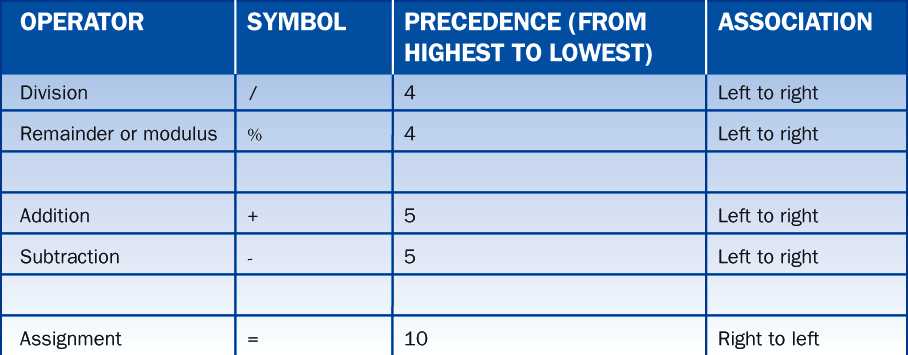 OPERATOR SYMBOL PRECEDENCE (FROM HIGHEST TO LOWEST) ASSOCIATION
Division / 4 Left to right
Remainder or modulus % 4 Left to right
Addition + 5 Left to right
Subtraction - 5 Left to right
Assignment = 10 Right to left